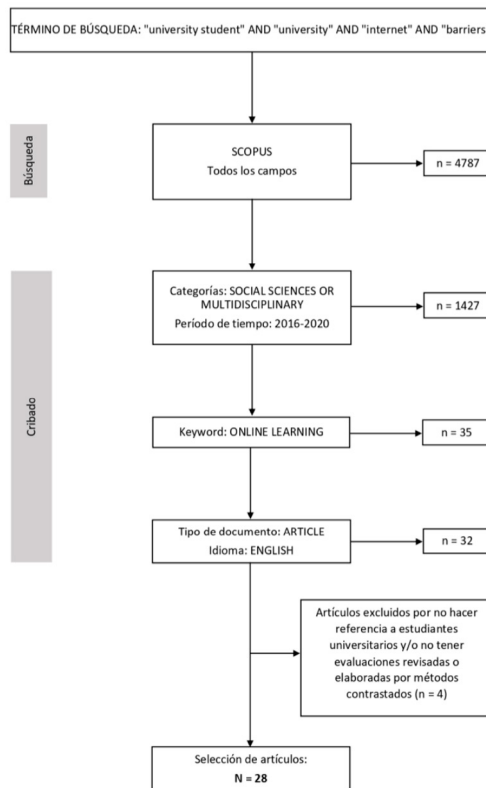 TÉRMINO DE BÚSQUEDA: "university student" AND "university" AND "internet" AND "barriers
Búsqueda
SCOPUS
Todos los campos
n = 4787
Cribado
Categorías: SOCIAL SCIENCES OR
MULTIDISCIPLINARY
Período de tiempo: 2016-2020
n = 1427
Keyword: ONLINE LEARNING
n = 35
Tipo de documento: ARTICLE
Idioma: ENGLISH
n = 32
Artículos excluidos por no hacer
referencia a estudiantes
universitarios y/o no tener
evaluaciones revisadas o
elaboradas por métodos
contrastados (n = 4)
Selección de artículos:
N = 28